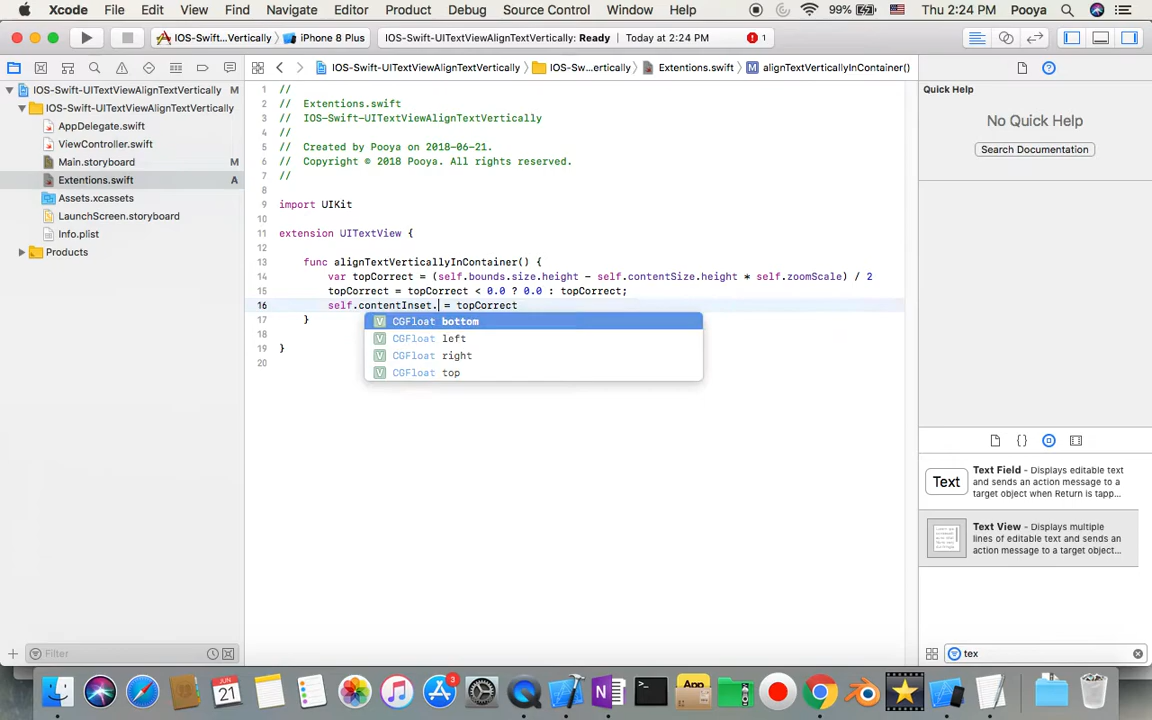 Xcode File Edit View Find Navigate Editor Product Debug Source Control Window Help 99% Thu 2:24 PM Pooya
IOS-Swift...Vertically iPhone 8 Plus IOS-Swift-UITextViewAlignTextVertically: Ready Today at 2:24 PM 1
IOS-Swift-UITextViewAlignTextVertically IOS-Sw...ertically Extentions.swift M alignTextVerticallyInContainer()
IOS-Swift-UITextViewAlignTextVertically M
IOS-Swift-UITextViewAlignTextVertically
AppDelegate.swift
ViewController.swift
Main.storyboard M
Extentions.swift A
Assets.xcassets
LaunchScreen.storyboard
Info.plist
Products
Filter
1 //
2 // Extentions.swift
3 // IOS-Swift-UITextViewAlignTextVertically
4 //
5 // Created by Pooya on 2018-06-21.
6 // Copyright © 2018 Pooya. All rights reserved.
7 //
8
9 import UIKit
10
11 extension UITextView {
12
13 func alignTextVerticallyInContainer() {
14 var topCorrect = (self.bounds.size.height - self.contentSize.height * self.zoomScale) / 2
15 topCorrect = topCorrect < 0.0 ? 0.0 : topCorrect;
16 self.contentInset. = topCorrect
17 }
18
19 }
20
V CGFloat bottom
V CGFloat left
V CGFloat right
V CGFloat top
Quick Help
No Quick Help
Search Documentation
{ }
Text
Text Field - Displays editable text
and sends an action message to a
target object when Return is tapp...
Text View - Displays multiple
lines of editable text and sends an
action message to a target object...
tex
JUN
21
3
App